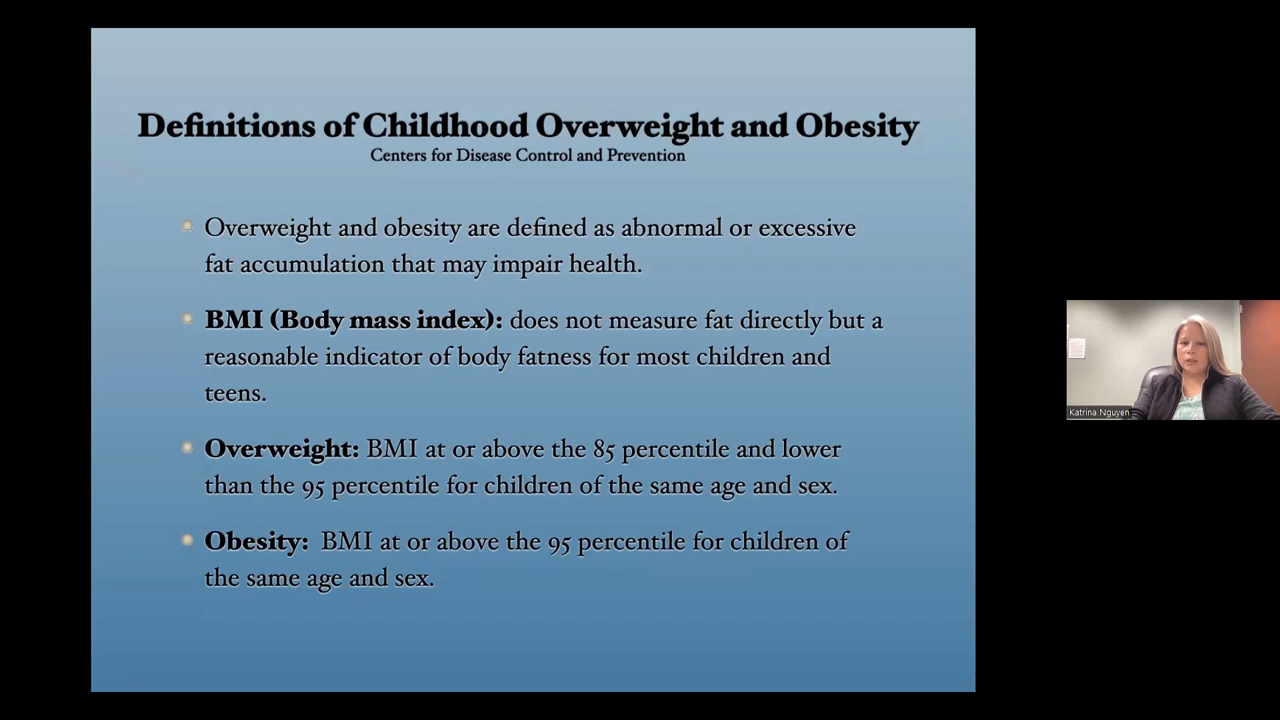 Definitions of Childhood Overweight and Obesity
Centers for Disease Control and Prevention
Overweight and obesity are defined as abnormal or excessive
fat accumulation that may impair health.
BMI (Body mass index): does not measure fat directly but a
reasonable indicator of body fatness for most children and
teens.
Overweight: BMI at or above the 85 percentile and lower
than the 95 percentile for children of the same age and sex.
Obesity: BMI at or above the 95 percentile for children of
the same age and sex.
Katrina Nguyen